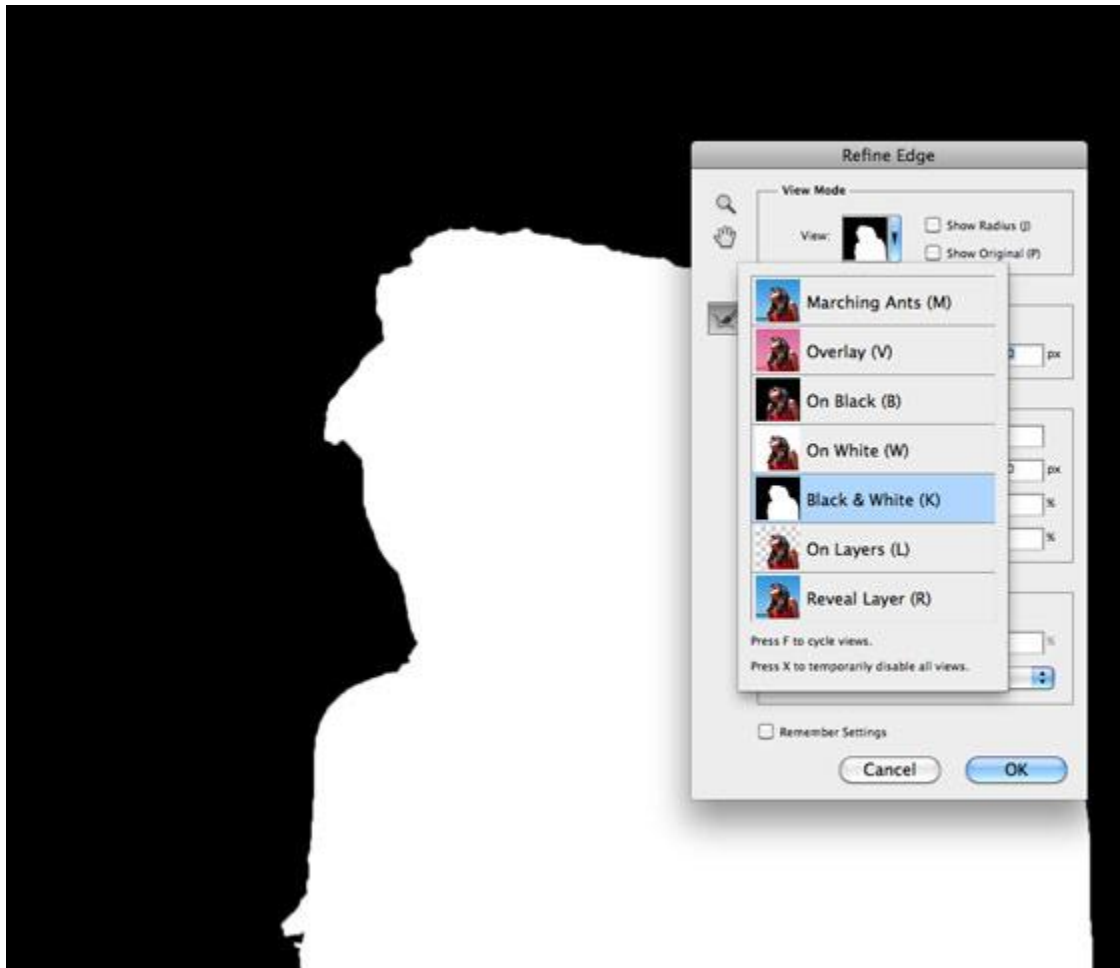 Refine Edge
View Mode
View:
Show Radius (J)
Show Original (P)
Marching Ants (M)
Overlay (V)
px
On Black (B)
On White (W)
px
Black & White (K)
%
%
On Layers (L)
Reveal Layer (R)
Press F to cycle views.
%
Press X to temporarily disable all views.
Remember Settings
Cancel
OK